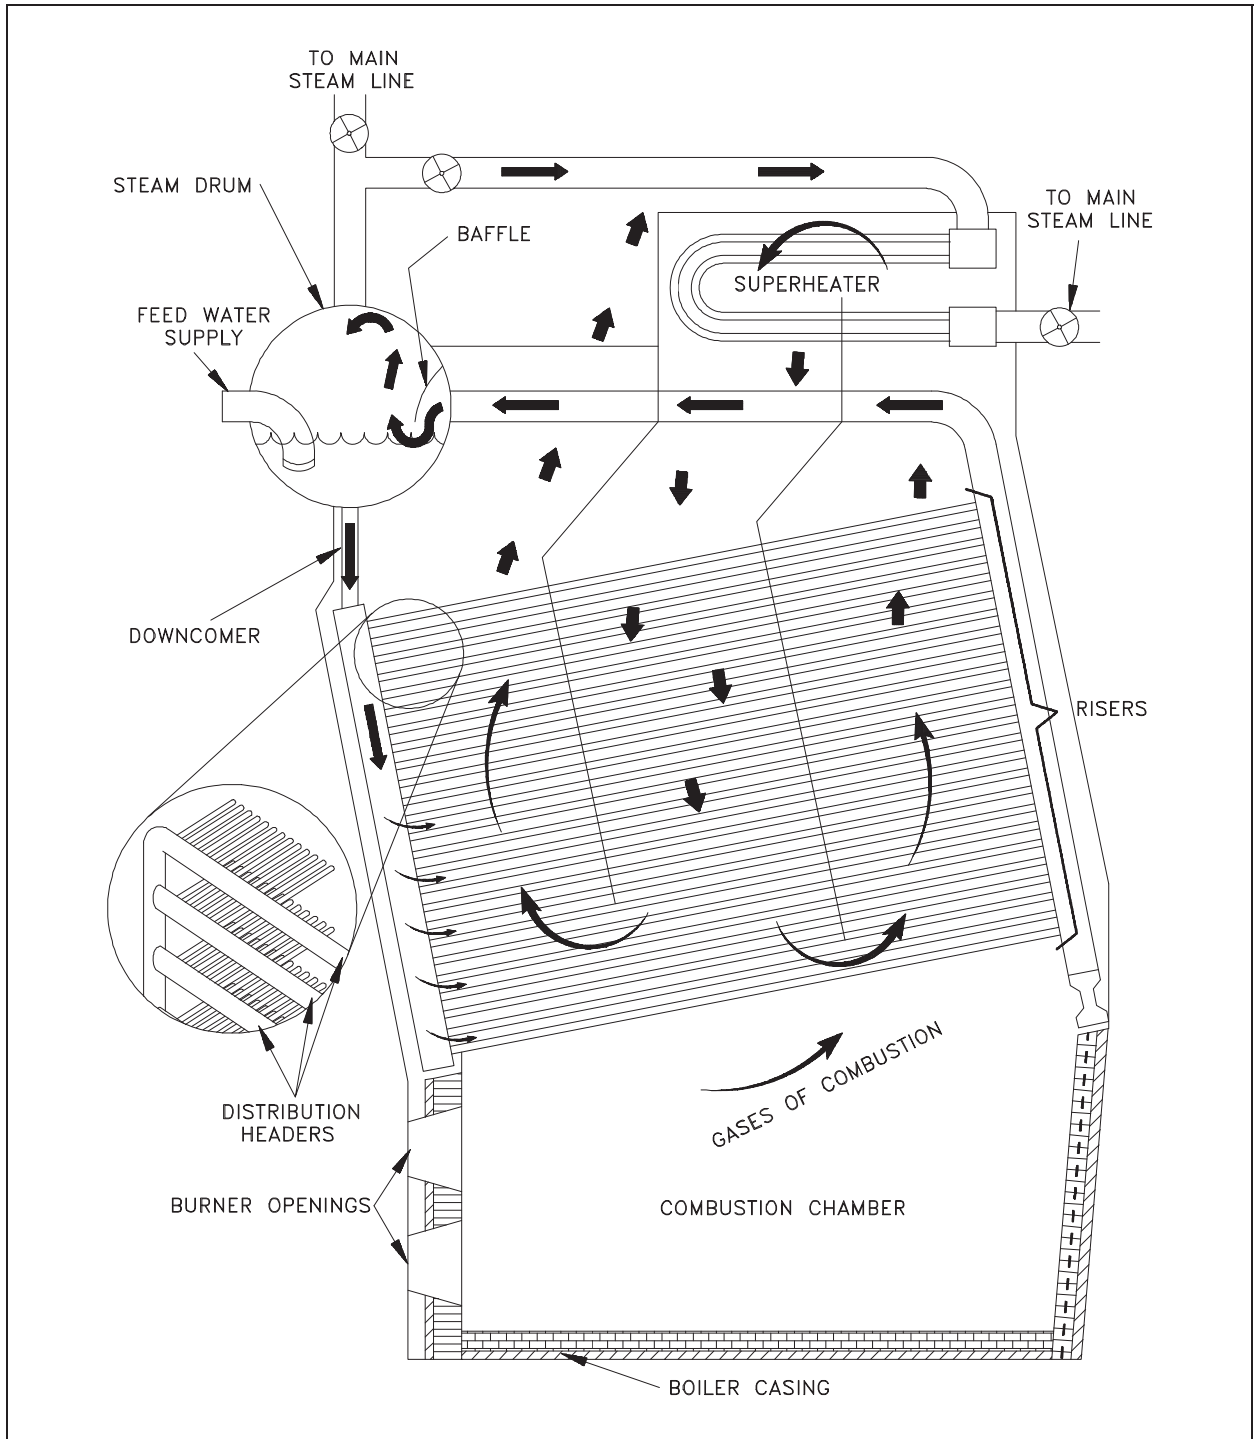 TO MAIN
STEAM LINE
STEAM DRUM
BAFFLE
TO MAIN
STEAM LINE
SUPERHEATER
FEED WATER
SUPPLY
DOWNCOMER
RISERS
GASES OF COMBUSTION
DISTRIBUTION
HEADERS
BURNER OPENINGS
COMBUSTION CHAMBER
BOILER CASING